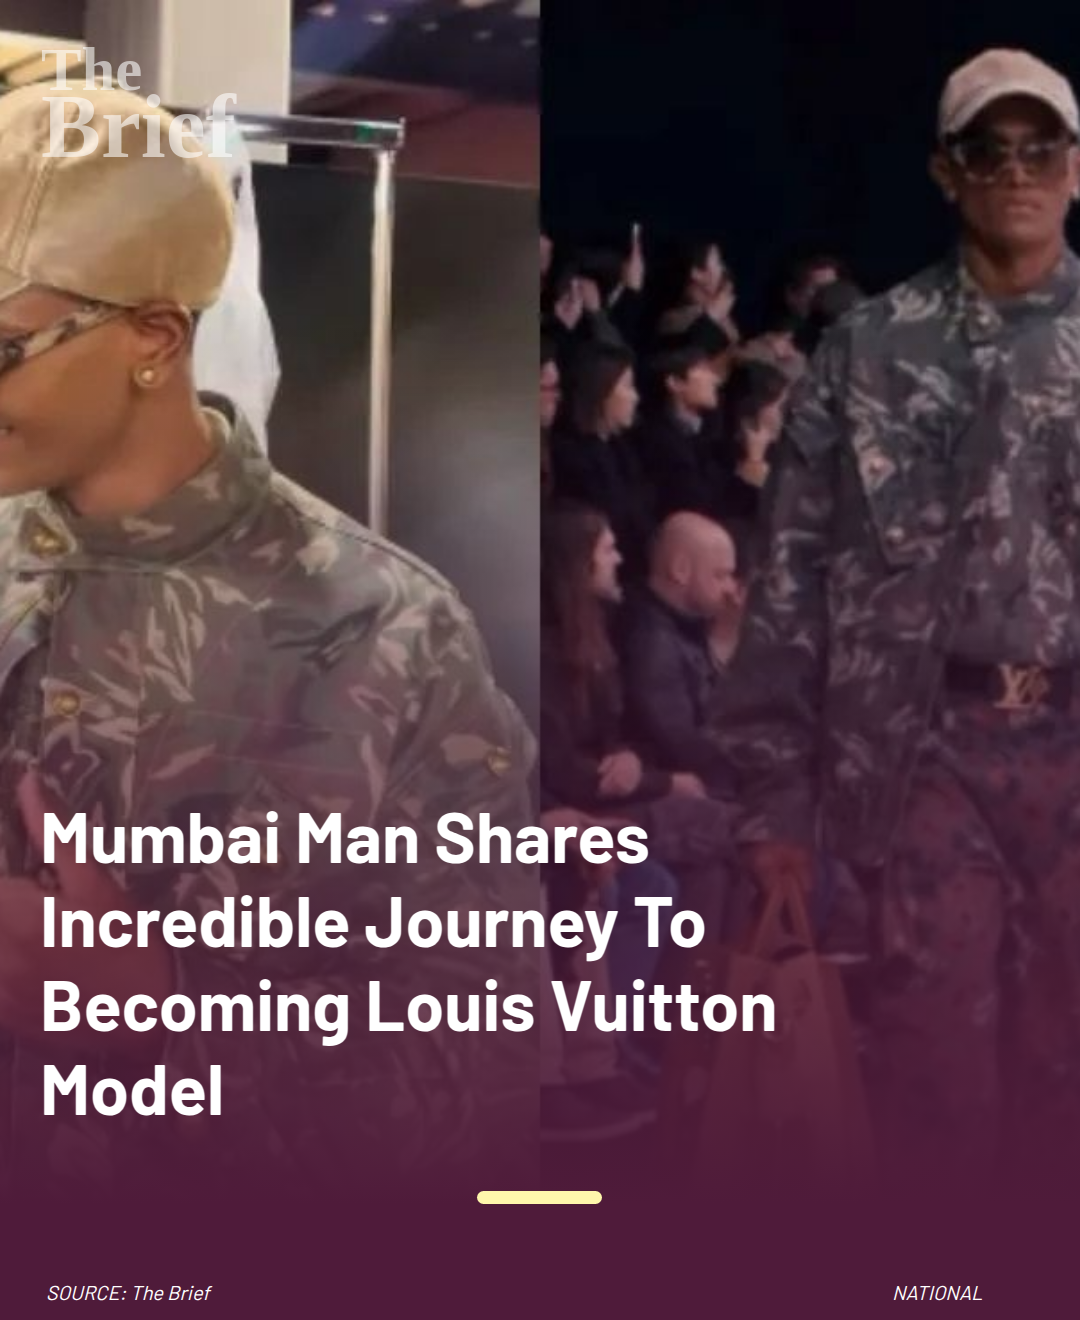 The
Brief
Mumbai Man Shares
Incredible Journey To
Becoming Louis Vuitton
Model
SOURCE: The Brief
NATIONAL